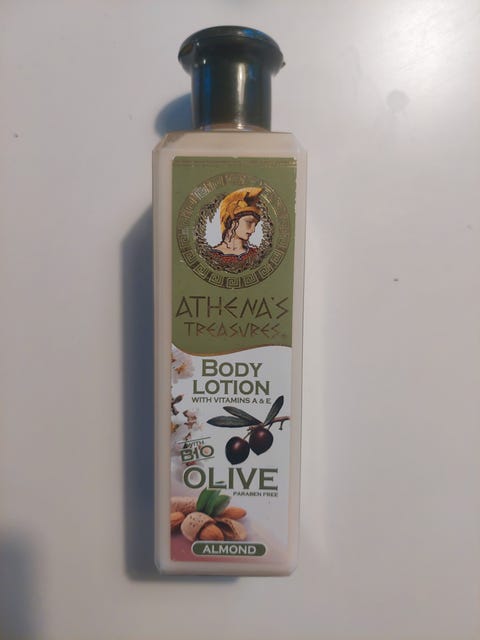 ATHENA'S
TREASURES®
BODY
LOTION
WITH VITAMINS A & E
WITH
BIO
OLIVE
PARABEN FREE
ALMOND